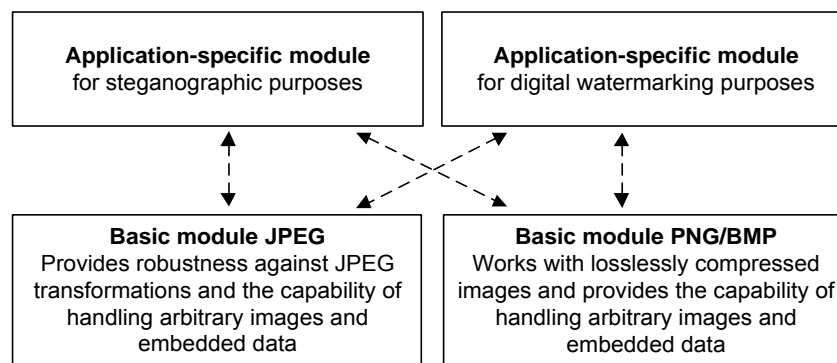 Application-specific module
for steganographic purposes
Application-specific module
for digital watermarking purposes
Basic module JPEG
Provides robustness against JPEG
transformations and the capability of
handling arbitrary images and
embedded data
Basic module PNG/BMP
Works with losslessly compressed
images and provides the capability of
handling arbitrary images and
embedded data